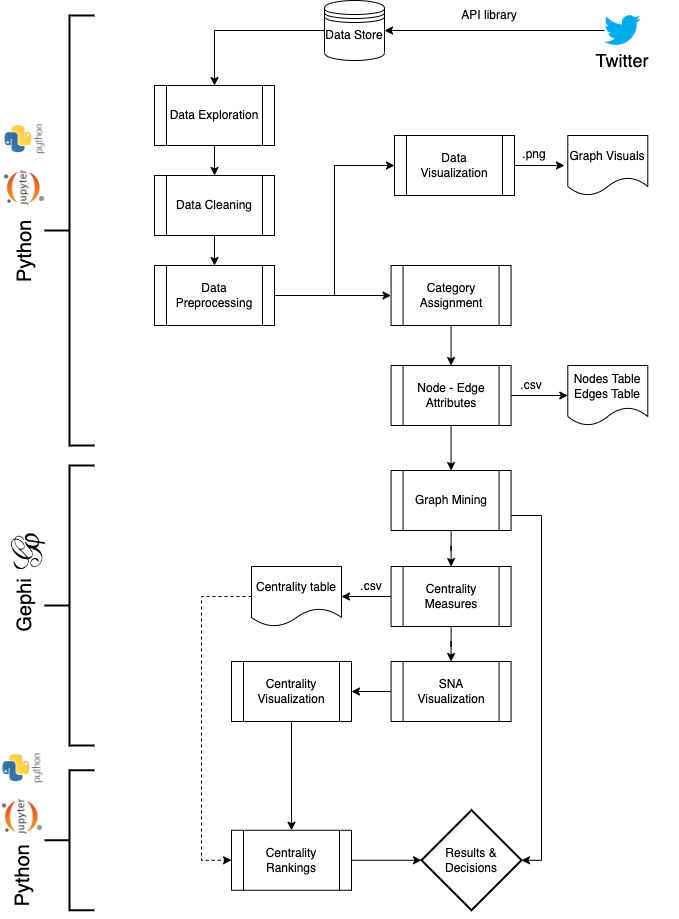 API library
Data Store
Twitter
Data Exploration
Data
Visualization
.png
Graph Visuals
python
jupyter
Python
Data Cleaning
Data
Preprocessing
Category
Assignment
Node - Edge
Attributes
.csv
Nodes Table
Edges Table
Graph Mining
Gephi
Centrality table
.csv
Centrality
Measures
Centrality
Visualization
SNA
Visualization
python
jupyter
Python
Centrality
Rankings
Results &
Decisions